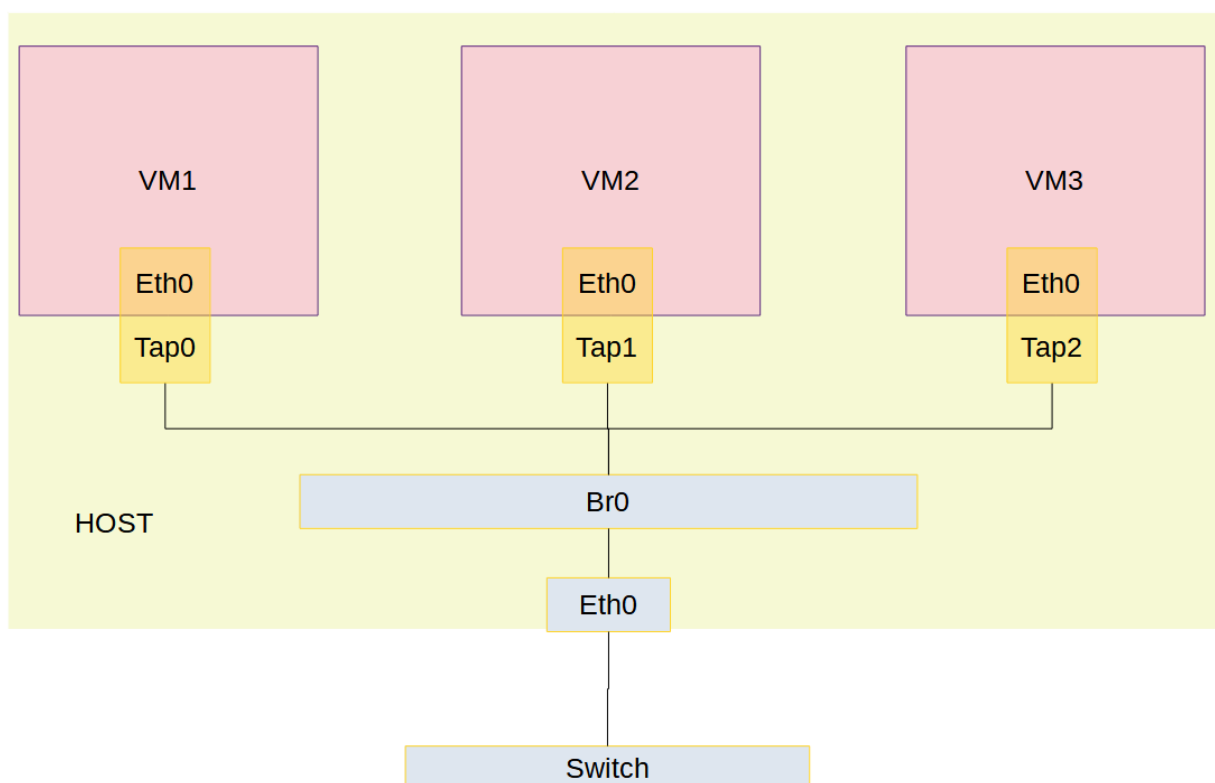 VM1
VM2
VM3
Eth0
Eth0
Eth0
Tap0
Tap1
Tap2
Br0
HOST
Eth0
Switch